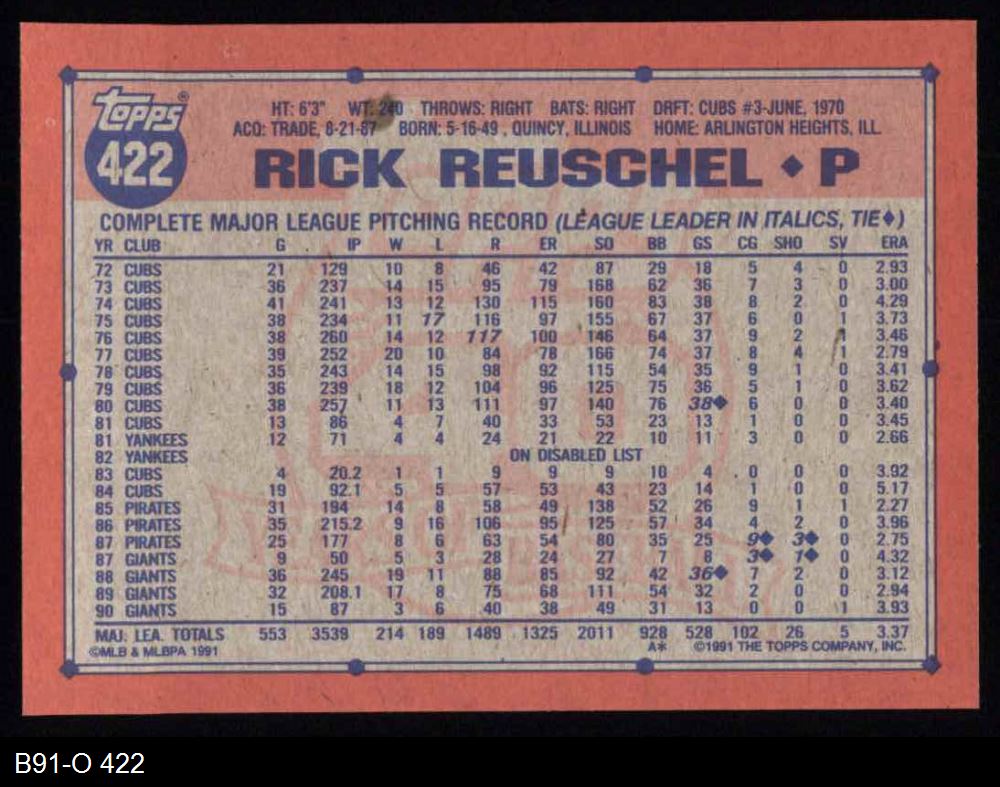 topps®
422
HT: 6'3" WT: 240 THROWS: RIGHT BATS: RIGHT DRFT: CUBS #3-JUNE, 1970
ACQ: TRADE, 8-21-87 BORN: 5-16-49 , QUINCY, ILLINOIS HOME: ARLINGTON HEIGHTS, ILL.
RICK REUSCHEL ◆ P
COMPLETE MAJOR LEAGUE PITCHING RECORD (LEAGUE LEADER IN ITALICS, TIE◆)
YR CLUB G IP W L R ER SO BB GS CG SHO SV ERA
72 CUBS 21 129 10 8 46 42 87 29 18 5 4 0 2.93
73 CUBS 36 237 14 15 95 79 168 62 36 7 3 0 3.00
74 CUBS 41 241 13 12 130 115 160 83 38 8 2 0 4.29
75 CUBS 38 234 11 17 116 97 155 67 37 6 0 1 3.73
76 CUBS 38 260 14 12 117 100 146 64 37 9 2 1 3.46
77 CUBS 39 252 20 10 84 78 166 74 37 8 4 1 2.79
78 CUBS 35 243 14 15 98 92 115 54 35 9 1 0 3.41
79 CUBS 36 239 18 12 104 96 125 75 36 5 1 0 3.62
80 CUBS 38 257 11 13 111 97 140 76 38◆ 6 0 0 3.40
81 CUBS 13 86 4 7 40 33 53 23 13 1 0 0 3.45
81 YANKEES 12 71 4 4 24 21 22 10 11 3 0 0 2.66
82 YANKEES ON DISABLED LIST
83 CUBS 4 20.2 1 1 9 9 9 10 4 0 0 0 3.92
84 CUBS 19 92.1 5 5 57 53 43 23 14 1 0 0 5.17
85 PIRATES 31 194 14 8 58 49 138 52 26 9 1 1 2.27
86 PIRATES 35 215.2 9 16 106 95 125 57 34 4 2 0 3.96
87 PIRATES 25 177 8 6 63 54 80 35 25 9◆ 3◆ 0 2.75
87 GIANTS 9 50 5 3 28 24 27 7 8 3◆ 1◆ 0 4.32
88 GIANTS 36 245 19 11 88 85 92 42 36◆ 7 2 0 3.12
89 GIANTS 32 208.1 17 8 75 68 111 54 32 2 0 0 2.94
90 GIANTS 15 87 3 6 40 38 49 31 13 0 0 1 3.93
MAJ. LEA. TOTALS 553 3539 214 189 1489 1325 2011 928 528 102 26 5 3.37
©MLB & MLBPA 1991 A* ©1991 THE TOPPS COMPANY, INC.
B91-O 422